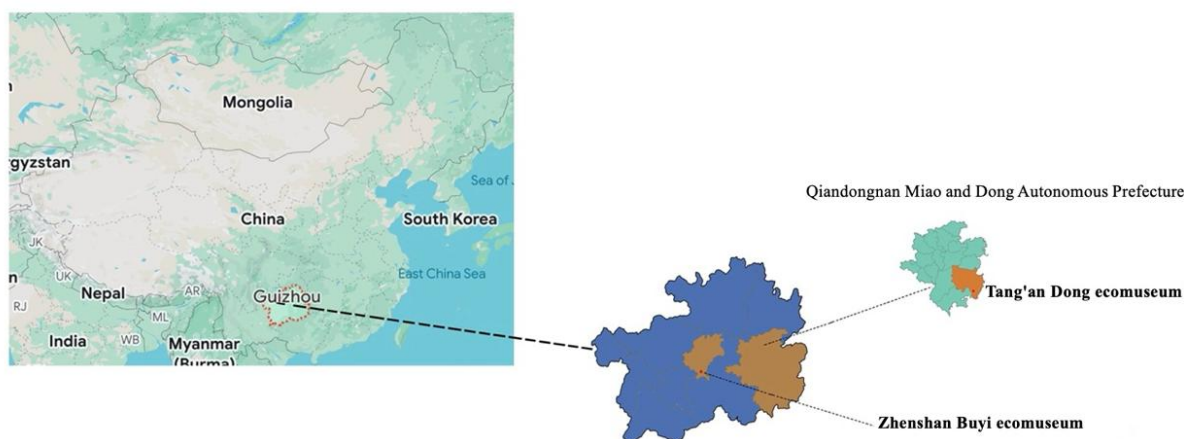 Mongolia
rgyzstan
Sea of J
China
South Korea
JK
East China Sea
UK
Nepal
AR
Guizhou
RJ
ML
India
WB
Myanmar
(Burma)
Qiandongnan Miao and Dong Autonomous Prefecture
Tang'an Dong ecomuseum
Zhenshan Buyi ecomuseum